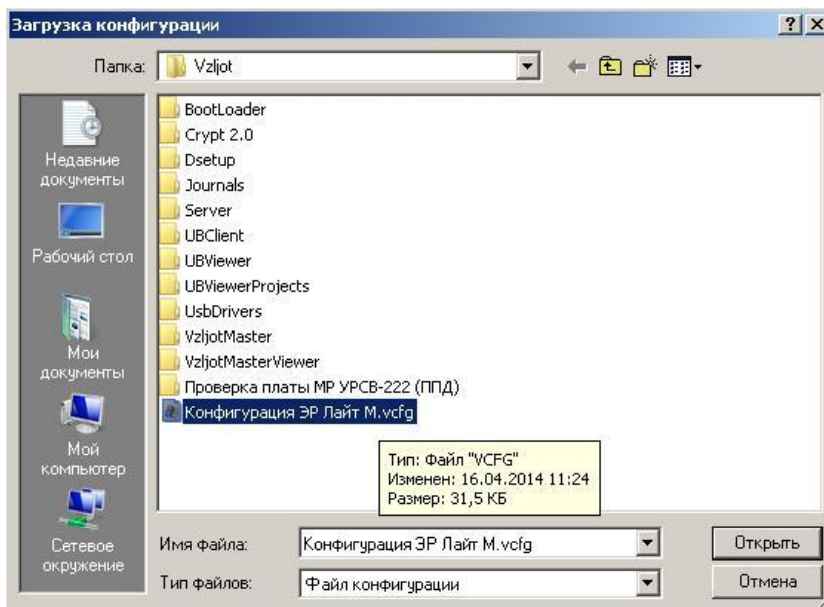 Загрузка конфигурации
Папка:
Vzljot
Недавние
документы
Рабочий стол
Мои
документы
Мой
компьютер
Сетевое
окружение
BootLoader
Crypt 2.0
Dsetup
Journals
Server
UBClient
UBViewer
UBViewerProjects
UsbDrivers
VzljotMaster
VzljotMasterViewer
Проверка платы МР УРСВ-222 (ППД)
Конфигурация ЭР Лайт М.vcfg
Тип: Файл "VCFG"
Изменен: 16.04.2014 11:24
Размер: 31,5 КБ
Имя файла:
Конфигурация ЭР Лайт М.vcfg
Открыть
Тип файлов:
Файл конфигурации
Отмена